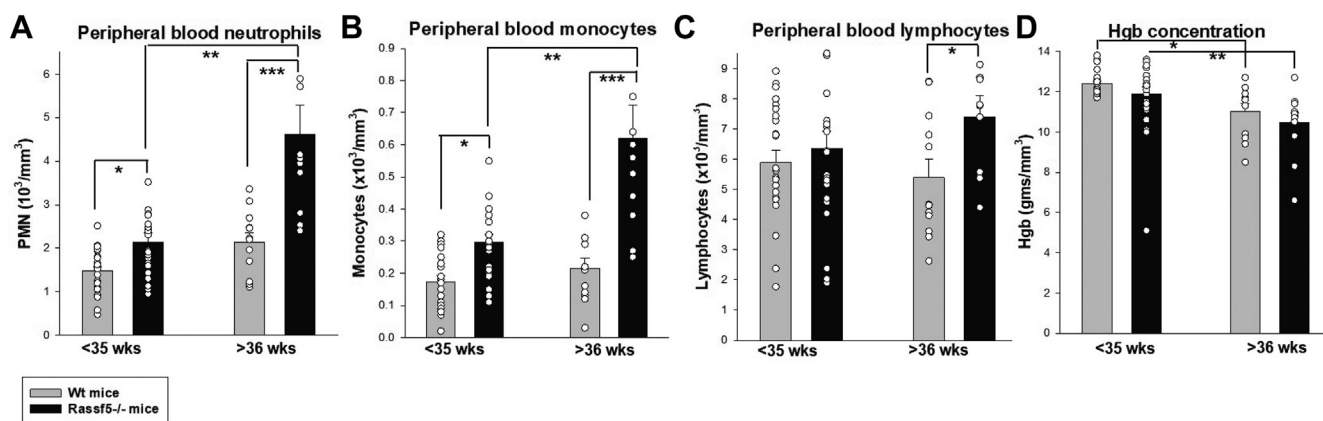 A
Peripheral blood neutrophils
PMN (10³/mm³)
6
5
4
3
2
1
0
*
**
***
<35 wks
>36 wks
B
Peripheral blood monocytes
Monocytes (x10³/mm³)
0.9
0.8
0.7
0.6
0.5
0.4
0.3
0.2
0.1
0.0
*
**
***
<35 wks
>36 wks
C
Peripheral blood lymphocytes
Lymphocytes (x10³/mm³)
9
8
7
6
5
4
3
2
1
0
*
<35 wks
>36 wks
D
Hgb concentration
Hgb (gms/mm³)
14
12
10
8
6
4
12
0
*
**
<35 wks
>36 wks
Wt mice
Rassf5-/- mice